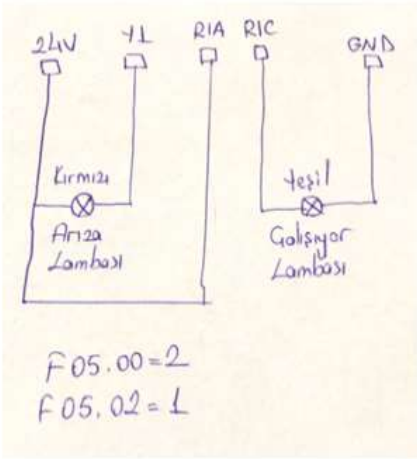 24V Y1 R1A R1C GND
Kırmızı
Arıza
Lambası
Yeşil
Çalışıyor
Lambası
F05.00=2
F05.02=1